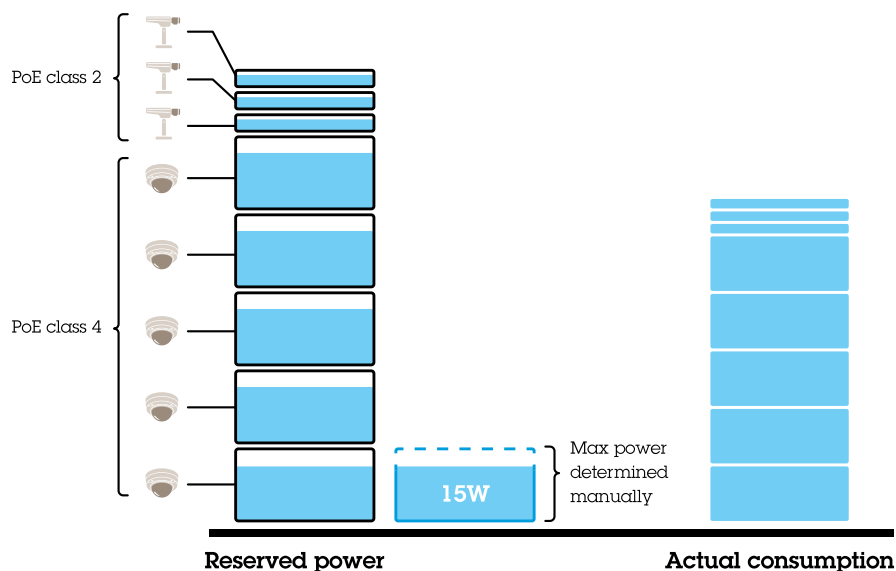 PoE class 2
PoE class 4
15W
Max power
determined
manually
Reserved power
Actual consumption